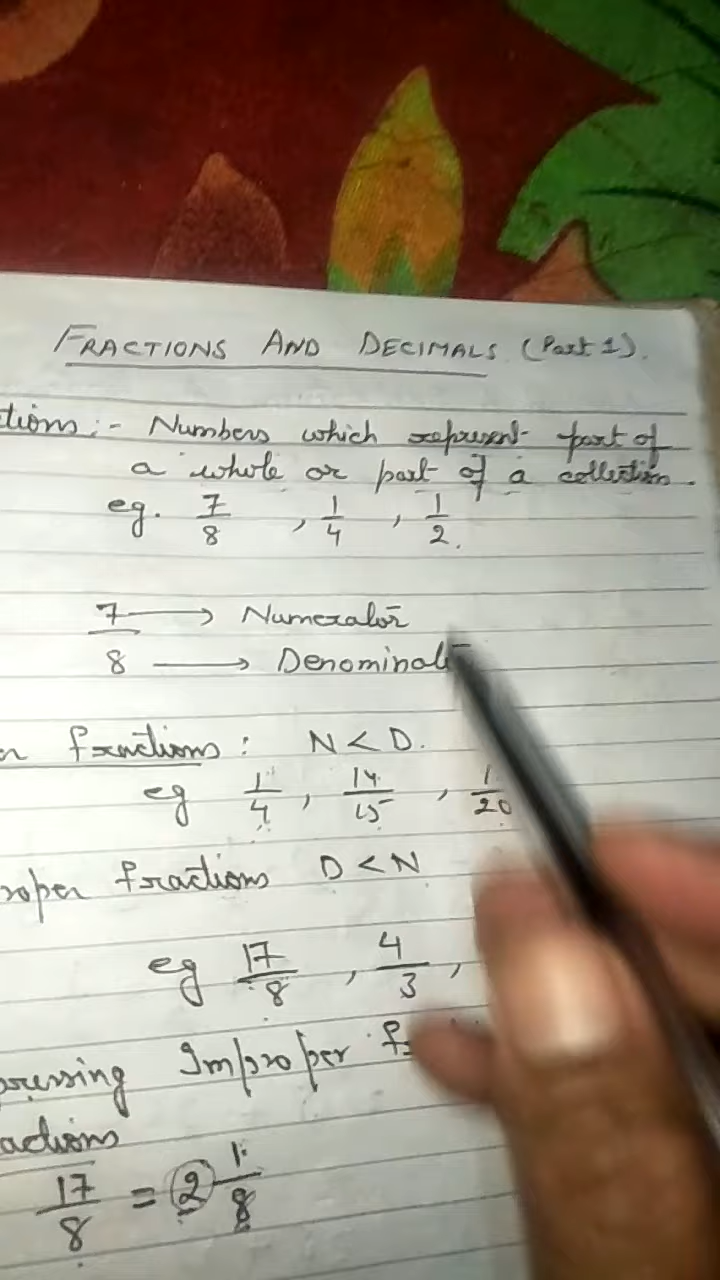 FRACTIONS AND DECIMALS (Part 1).
tions:- Numbers which represent part of
a whole or part of a collection.
eg. 7/8 , 1/4 , 1/2.
7 → Numerator
8 → Denominat
fractions: N < D.
eg 1/4 , 14/15 , 1/20
roper fractions D < N
eg 17/8 , 4/3 ,
pressing Improper f
actions
17/8 = 2 1/8